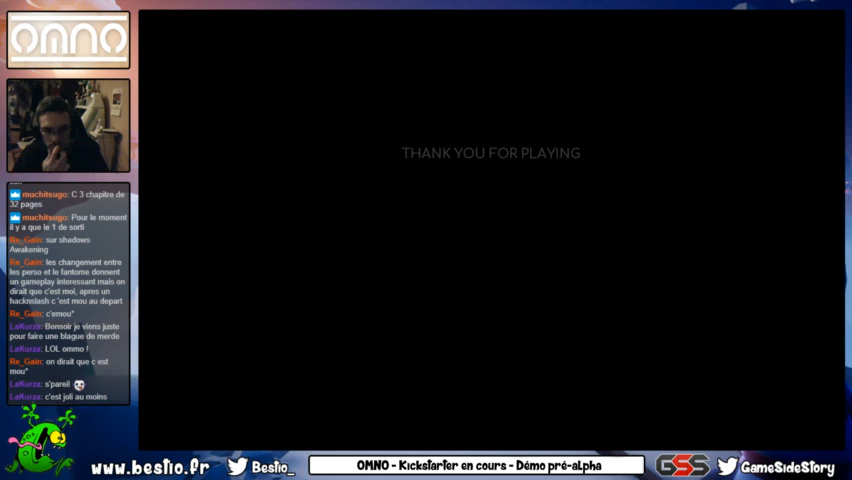 OMNO
THANK YOU FOR PLAYING
muchitsugo: C 3 chapitre de
32 pages
muchitsugo: Pour le moment
il y a que le 1 de sorti
Re_Gain: sur shadows
Awakening
Re_Gain: les changement entre
les perso et le fantome donnent
un gameplay interessant mais on
dirait que c'est moi, apres un
hacknslash c 'est mou au depart
Re_Gain: c'emou*
LaKurza: Bonsoir je viens juste
pour faire une blague de merde
LaKurza: LOL ommo !
Re_Gain: on dirait que c est
mou*
LaKurza: s'pareil
LaKurza: c'est joli au moins
www.bestio.fr
Bestio_
OMNO - Kickstarter en cours - Démo pré-alpha
GSS
GameSideStory